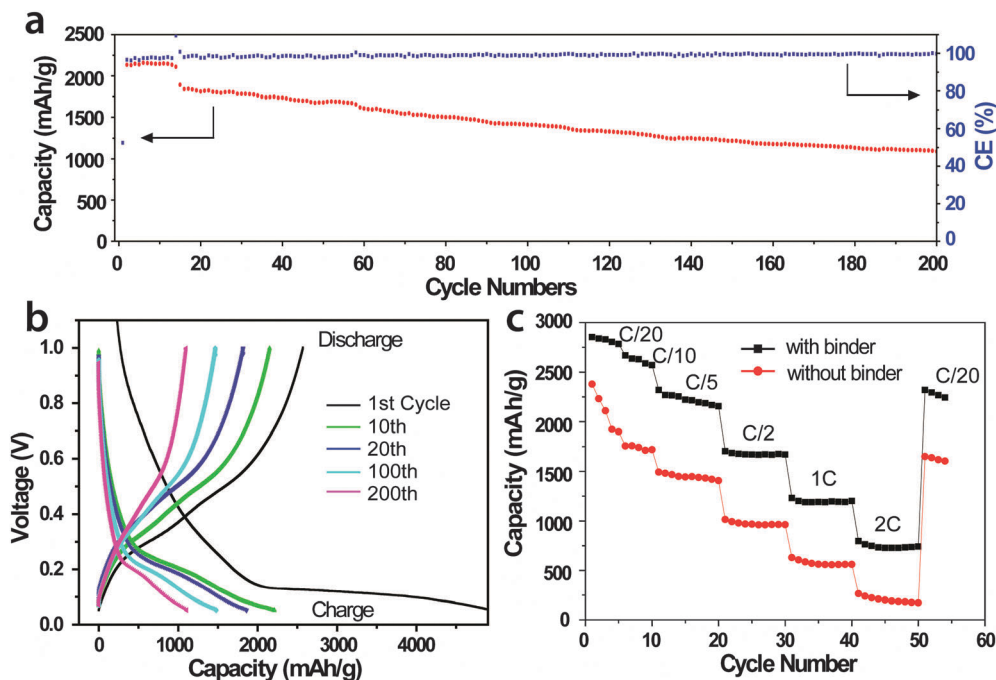 a
2500
2000
1500
1000
500
0
Capacity (mAh/g)
100
80
60
40
20
0
CE (%)
0 20 40 60 80 100 120 140 160 180 200
Cycle Numbers
b
Discharge
1st Cycle
10th
20th
100th
200th
Charge
1.0
0.8
0.6
0.4
0.2
0.0
Voltage (V)
0 1000 2000 3000 4000
Capacity (mAh/g)
c
3000
2500
2000
1500
1000
500
0
Capacity (mAh/g)
C/20
C/10
C/5
C/2
1C
2C
C/20
with binder
without binder
0 10 20 30 40 50 60
Cycle Number